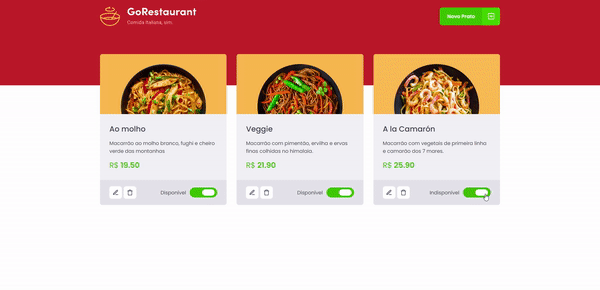 GoRestaurant
Comida italiana, uau.
Novo Prato
Ao molho
Macarrão ao molho branco, fughi e cheiro
verde das montanhas
R$ 19.50
Disponível
Veggie
Macarrão com pimentão, ervilha e ervas
finas colhidas no himalaia.
R$ 21.90
Disponível
A la Camarón
Macarrão com vegetais de primeira linha
e camarão dos 7 mares.
R$ 25.90
Indisponível